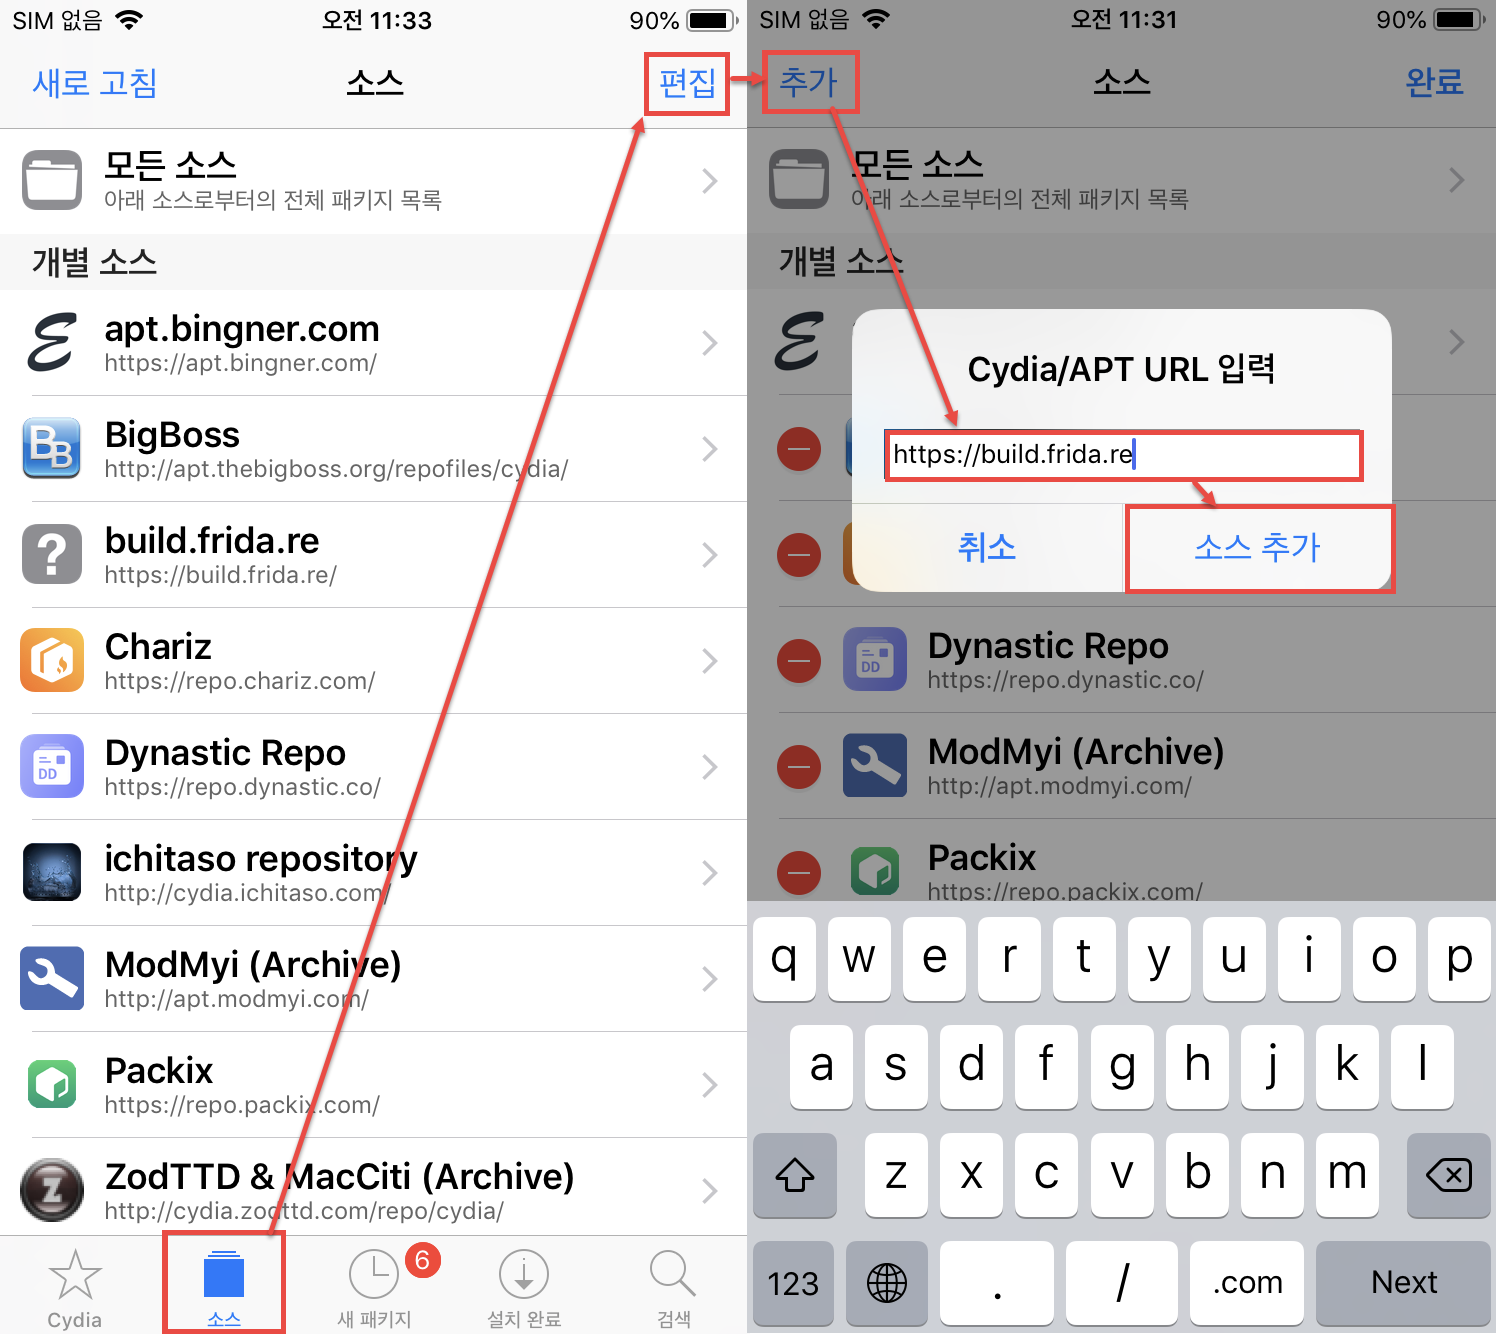 SIM 없음
오전 11:33
90%
새로 고침
소스
편집
모든 소스
아래 소스로부터의 전체 패키지 목록
개별 소스
apt.bingner.com
https://apt.bingner.com/
BigBoss
http://apt.thebigboss.org/repofiles/cydia/
build.frida.re
https://build.frida.re/
Chariz
https://repo.chariz.com/
Dynastic Repo
https://repo.dynastic.co/
ichitaso repository
http://cydia.ichitaso.com/
ModMyi (Archive)
http://apt.modmyi.com/
Packix
https://repo.packix.com/
ZodTTD & MacCiti (Archive)
http://cydia.zodttd.com/repo/cydia/
Cydia
소스
새 패키지
6
설치 완료
검색
SIM 없음
오전 11:31
90%
추가
소스
완료
모든 소스
아래 소스로부터의 전체 패키지 목록
개별 소스
Cydia/APT URL 입력
https://build.frida.re
취소
소스 추가
Dynastic Repo
https://repo.dynastic.co/
ModMyi (Archive)
http://apt.modmyi.com/
Packix
https://repo.packix.com/
q w e r t y u i o p
a s d f g h j k l
z x c v b n m
123 . / .com Next